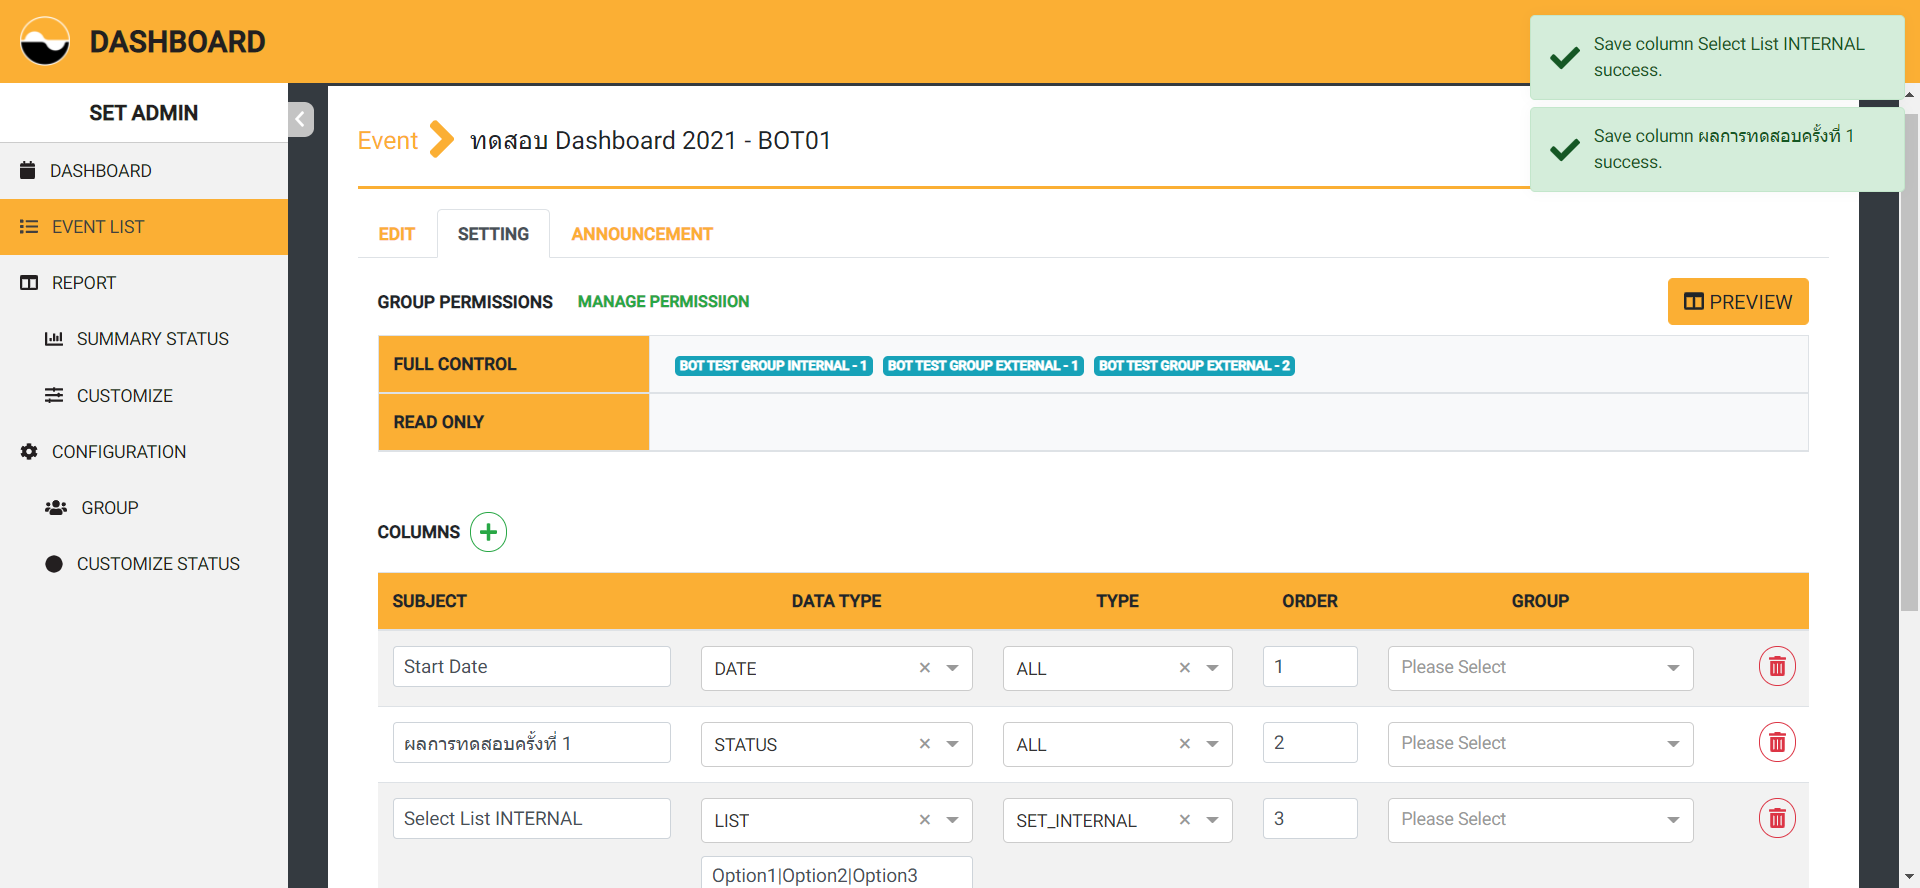 DASHBOARD
Save column Select List INTERNAL
success.
Save column ผลการทดสอบครั้งที่ 1
success.
SET ADMIN
DASHBOARD
EVENT LIST
REPORT
SUMMARY STATUS
CUSTOMIZE
CONFIGURATION
GROUP
CUSTOMIZE STATUS
Event ทดสอบ Dashboard 2021 - BOT01
EDIT SETTING ANNOUNCEMENT
GROUP PERMISSIONS MANAGE PERMISSIION PREVIEW
FULL CONTROL BOT TEST GROUP INTERNAL - 1 BOT TEST GROUP EXTERNAL - 1 BOT TEST GROUP EXTERNAL - 2
READ ONLY
COLUMNS
SUBJECT DATA TYPE TYPE ORDER GROUP
Start Date DATE ALL 1 Please Select
ผลการทดสอบครั้งที่ 1 STATUS ALL 2 Please Select
Select List INTERNAL LIST SET_INTERNAL 3 Please Select
Option1|Option2|Option3